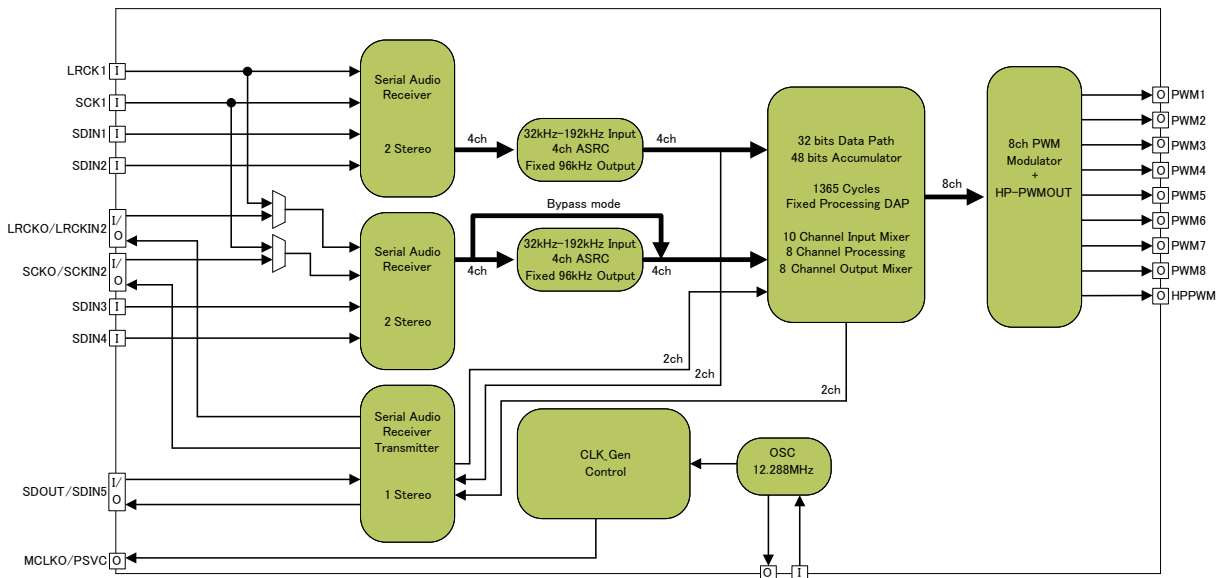 LRCK1
I
SCK1
I
SDIN1
I
SDIN2
I
LRCKO/LRCKIN2
I/
O
SCKO/SCKIN2
I/
O
SDIN3
I
SDIN4
I
SDOUT/SDIN5
I/
O
MCLKO/PSVC
O
Serial Audio
Receiver
2 Stereo
4ch
32kHz-192kHz Input
4ch ASRC
Fixed 96kHz Output
4ch
Serial Audio
Receiver
2 Stereo
Bypass mode
4ch
32kHz-192kHz Input
4ch ASRC
Fixed 96kHz Output
4ch
Serial Audio
Receiver
Transmitter
1 Stereo
2ch
2ch
2ch
CLK_Gen
Control
OSC
12.288MHz
O
I
32 bits Data Path
48 bits Accumulator
1365 Cycles
Fixed Processing DAP
10 Channel Input Mixer
8 Channel Processing
8 Channel Output Mixer
8ch
8ch PWM
Modulator
+
HP-PWMOUT
O
PWM1
O
PWM2
O
PWM3
O
PWM4
O
PWM5
O
PWM6
O
PWM7
O
PWM8
O
HPPWM